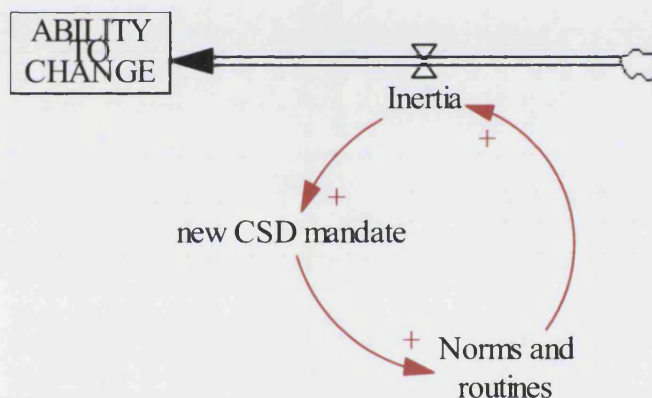 ABILITY
TO
CHANGE
Inertia
+
+
new CSD mandate
+
Norms and
routines